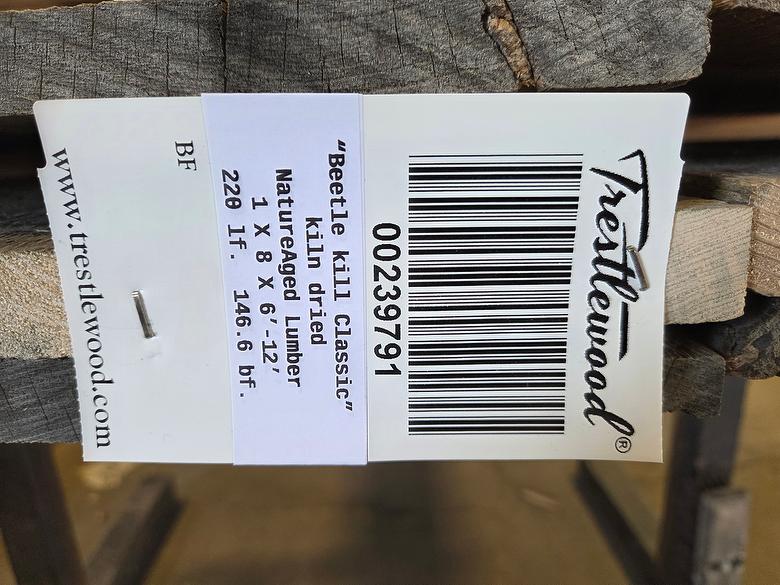 Trestlewood®
00239791
"Beetle kill Classic"
kiln dried
NatureAged Lumber
1 X 8 X 6'-12'
220 lf. 146.6 bf.
BF
www.trestlewood.com